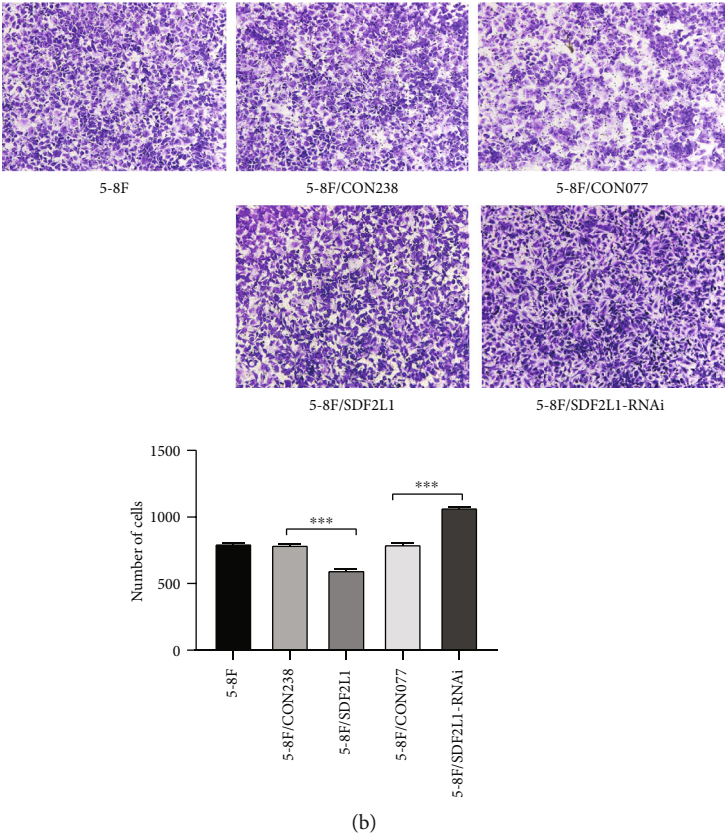 5-8F
5-8F/CON238
5-8F/CON077
5-8F/SDF2L1
5-8F/SDF2L1-RNAi
1500
1000
500
0
Number of cells
***
***
5-8F
5-8F/CON238
5-8F/SDF2L1
5-8F/CON077
5-8F/SDF2L1-RNAi
(b)